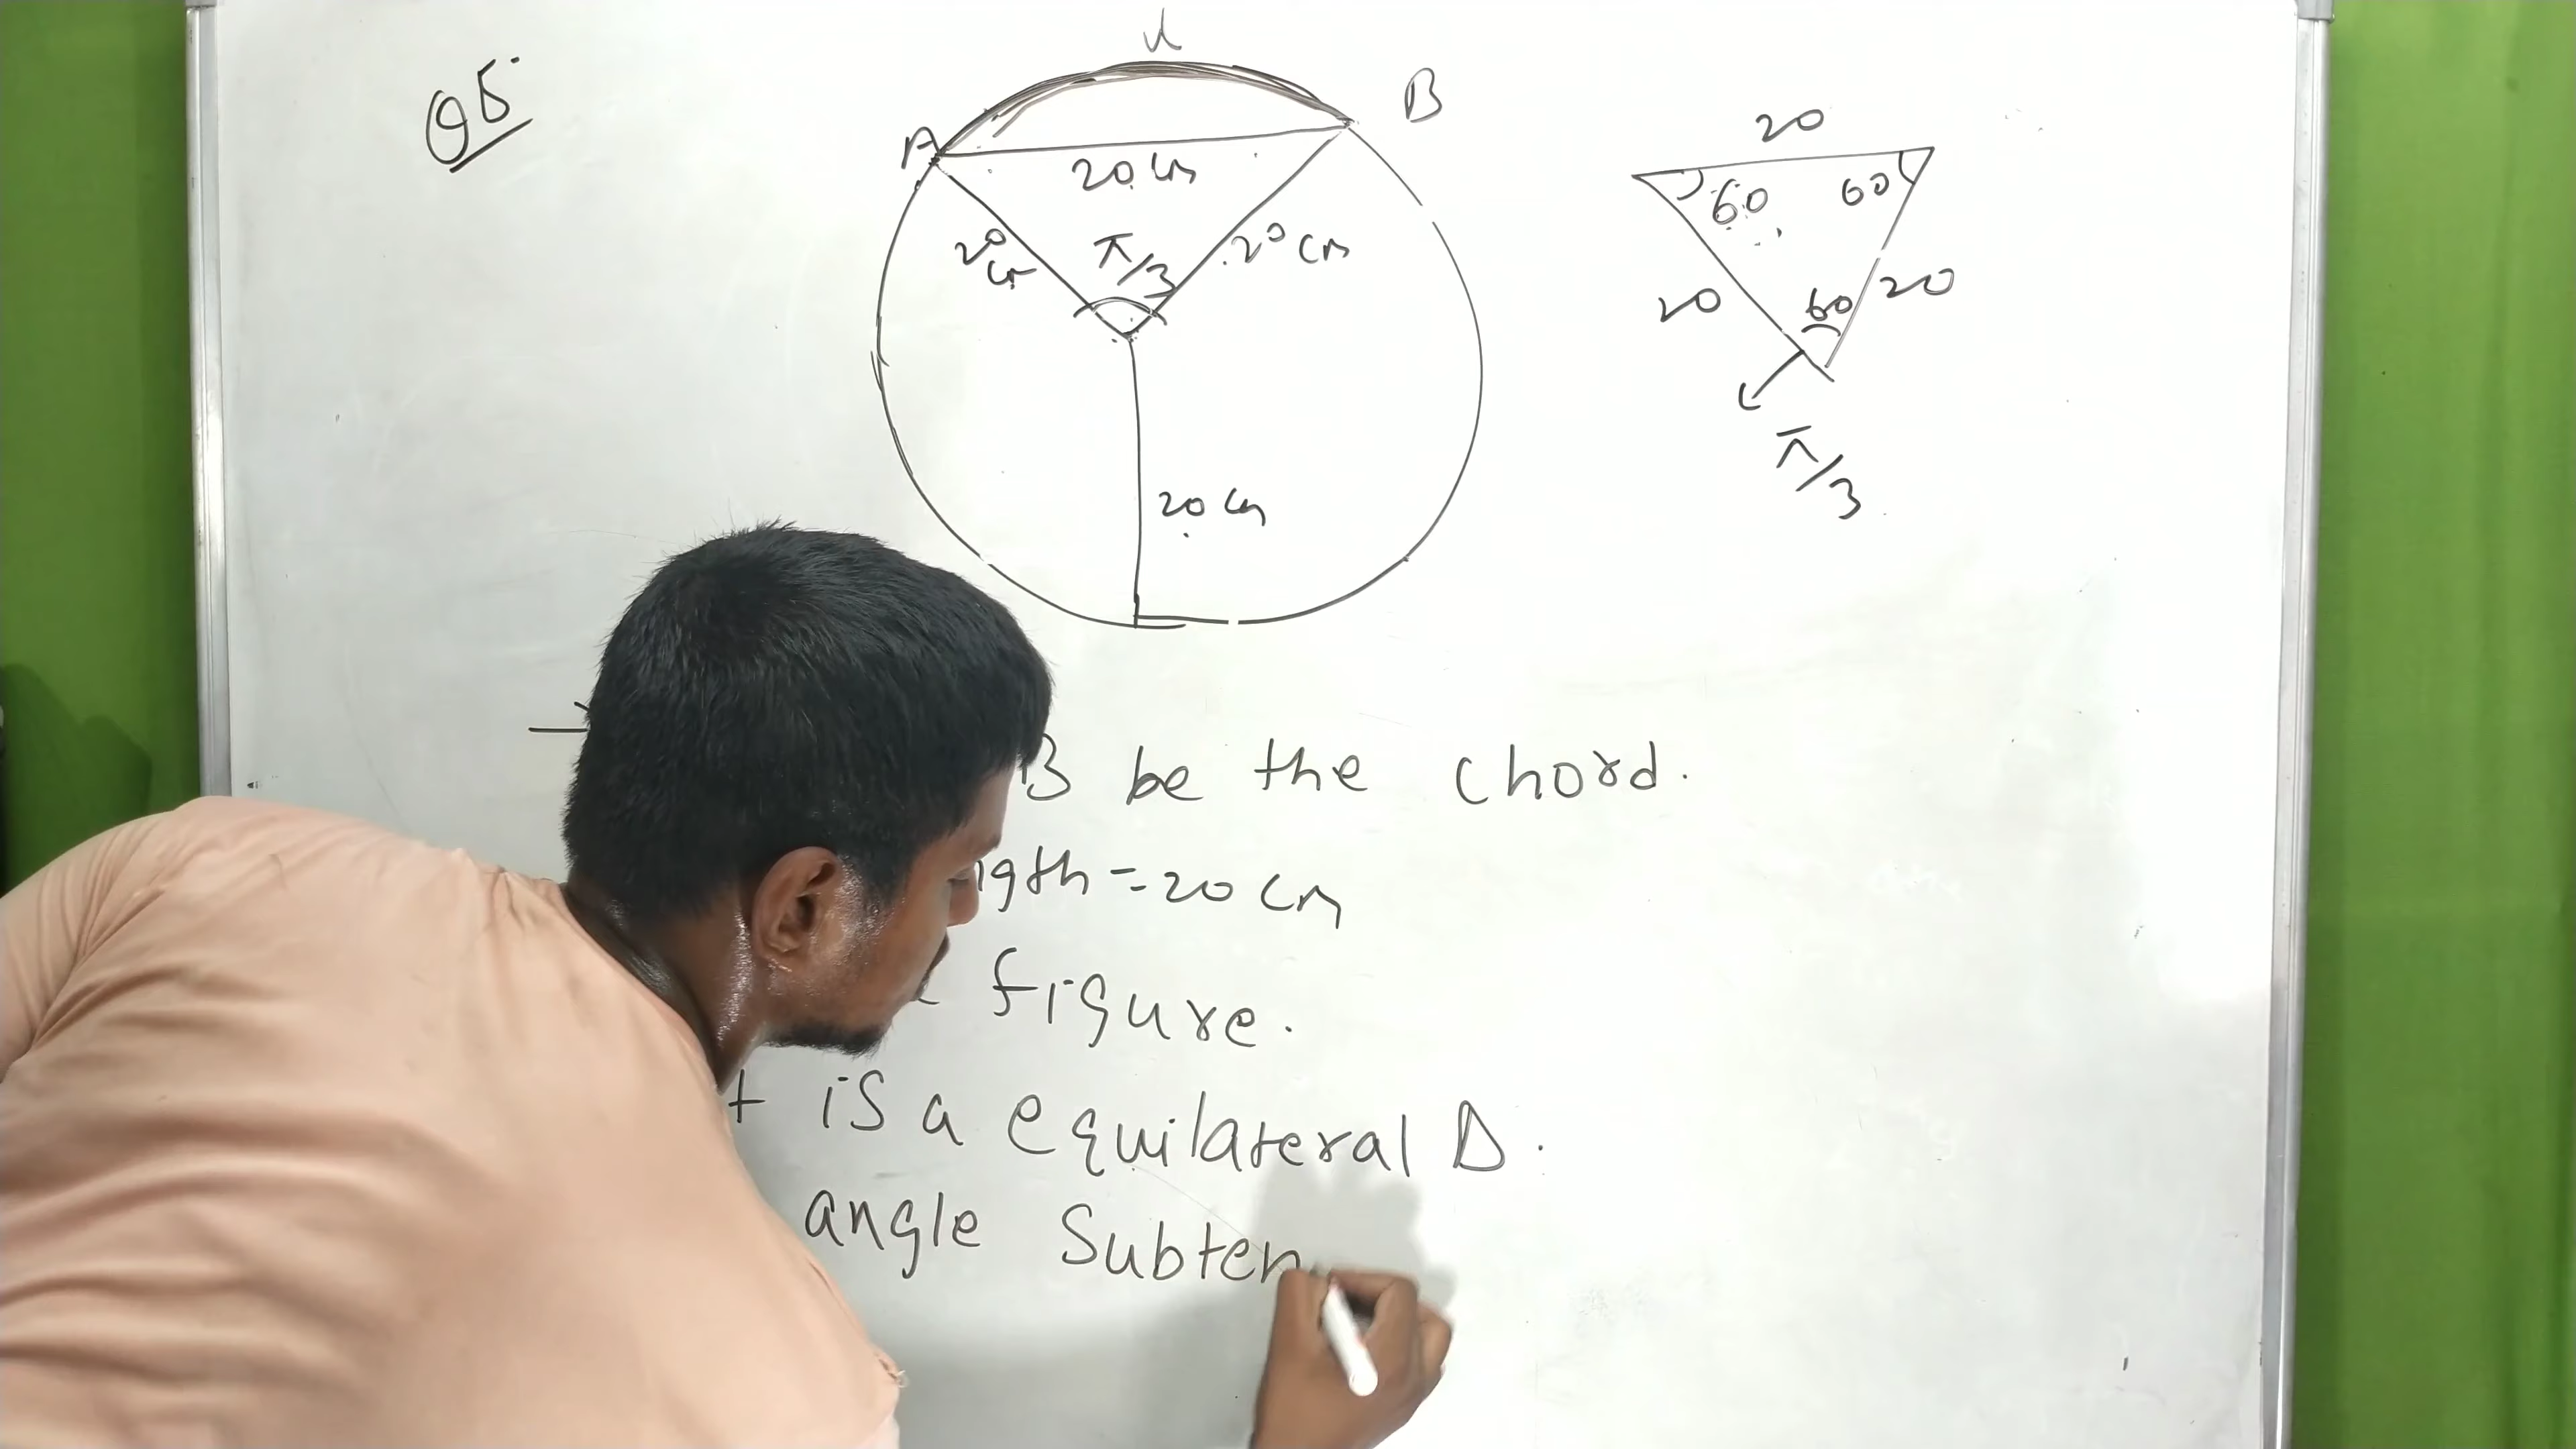 Q5.
A
B
20 cm
20 cm
20 cm
π/3
20 cm
20
60
60
20
60
20
π/3
be the chord.
= 20 cm
figure.
is a equilateral Δ.
angle Subten